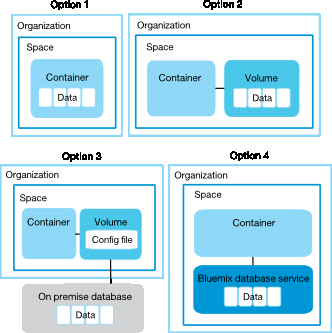 Option 1
Organization
Space
Container
Data
Option 2
Organization
Space
Container
Volume
Data
Option 3
Organization
Space
Container
Volume
Config file
On premise database
Data
Option 4
Organization
Space
Container
Bluemix database service
Data